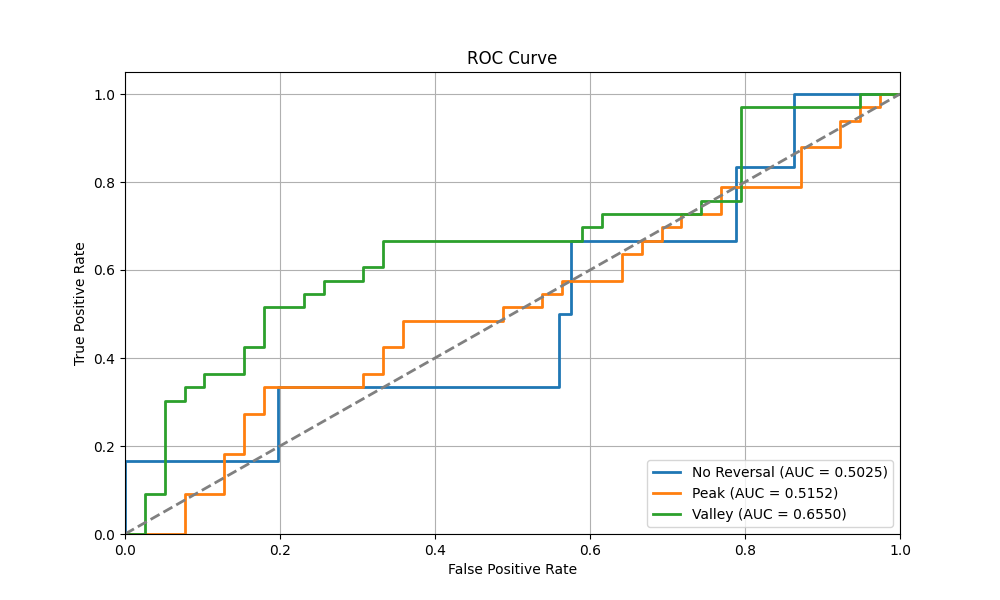 ROC Curve
True Positive Rate
1.0
0.8
0.6
0.4
0.2
0.0
0.0 0.2 0.4 0.6 0.8 1.0
False Positive Rate
No Reversal (AUC = 0.5025)
Peak (AUC = 0.5152)
Valley (AUC = 0.6550)